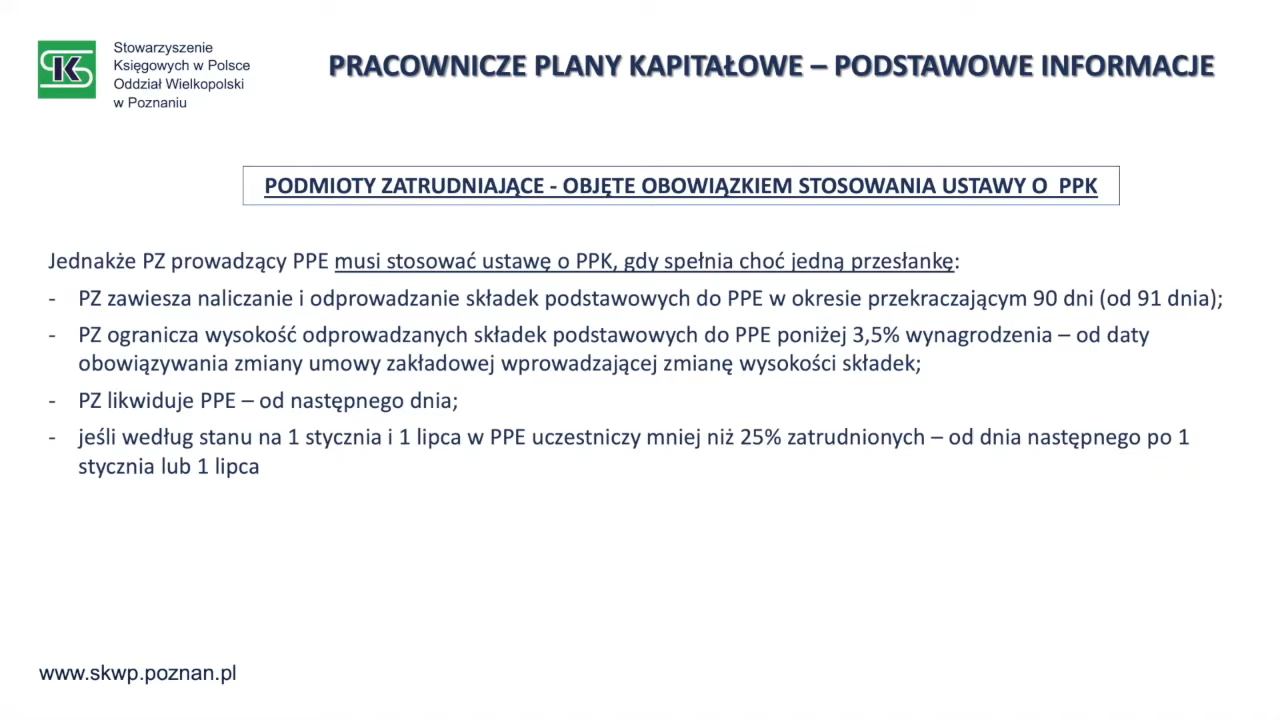 Stowarzyszenie
Księgowych w Polsce
Oddział Wielkopolski
w Poznaniu
PRACOWNICZE PLANY KAPITAŁOWE – PODSTAWOWE INFORMACJE
PODMIOTY ZATRUDNIAJĄCE - OBJĘTE OBOWIĄZKIEM STOSOWANIA USTAWY O PPK
Jednakże PZ prowadzący PPE musi stosować ustawę o PPK, gdy spełnia choć jedną przesłankę:
- PZ zawiesza naliczanie i odprowadzanie składek podstawowych do PPE w okresie przekraczającym 90 dni (od 91 dnia);
- PZ ogranicza wysokość odprowadzanych składek podstawowych do PPE poniżej 3,5% wynagrodzenia – od daty
obowiązywania zmiany umowy zakładowej wprowadzającej zmianę wysokości składek;
- PZ likwiduje PPE – od następnego dnia;
- jeśli według stanu na 1 stycznia i 1 lipca w PPE uczestniczy mniej niż 25% zatrudnionych – od dnia następnego po 1
stycznia lub 1 lipca
www.skwp.poznan.pl